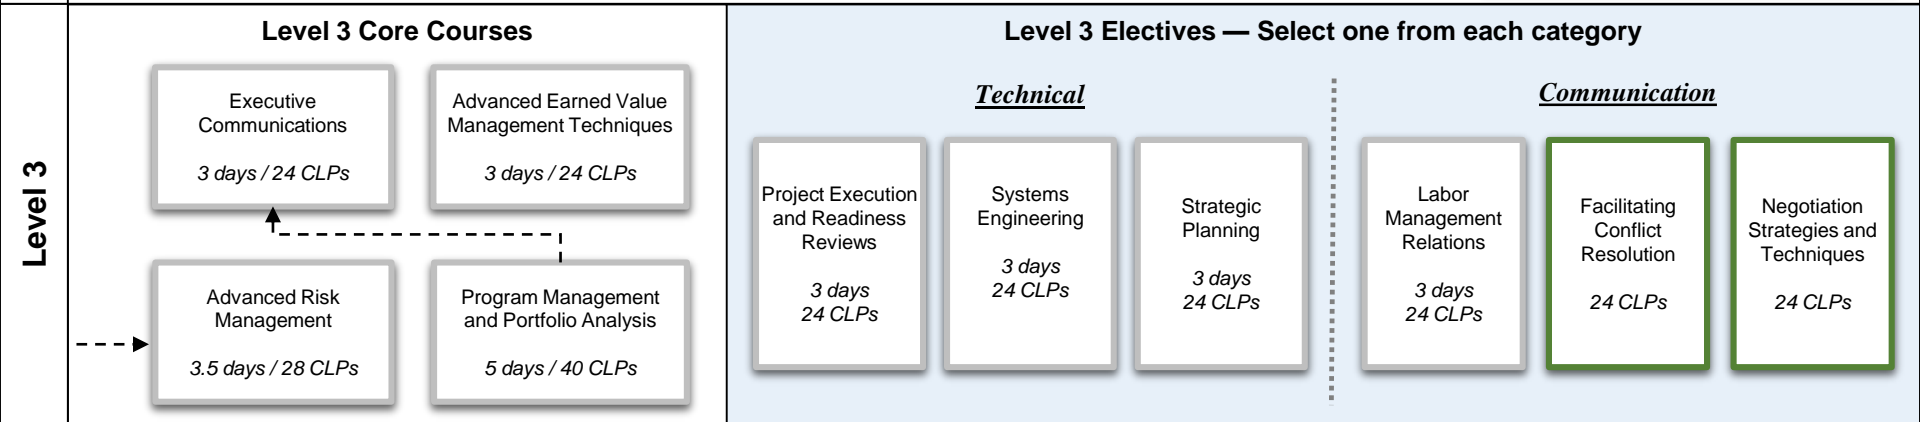 Level 3
Level 3 Core Courses
Executive
Communications
3 days / 24 CLPs
Advanced Earned Value
Management Techniques
3 days / 24 CLPs
Advanced Risk
Management
3.5 days / 28 CLPs
Program Management
and Portfolio Analysis
5 days / 40 CLPs
Level 3 Electives — Select one from each category
Technical
Project Execution
and Readiness
Reviews
3 days
24 CLPs
Systems
Engineering
3 days
24 CLPs
Strategic
Planning
3 days
24 CLPs
Communication
Labor
Management
Relations
3 days
24 CLPs
Facilitating
Conflict
Resolution
24 CLPs
Negotiation
Strategies and
Techniques
24 CLPs